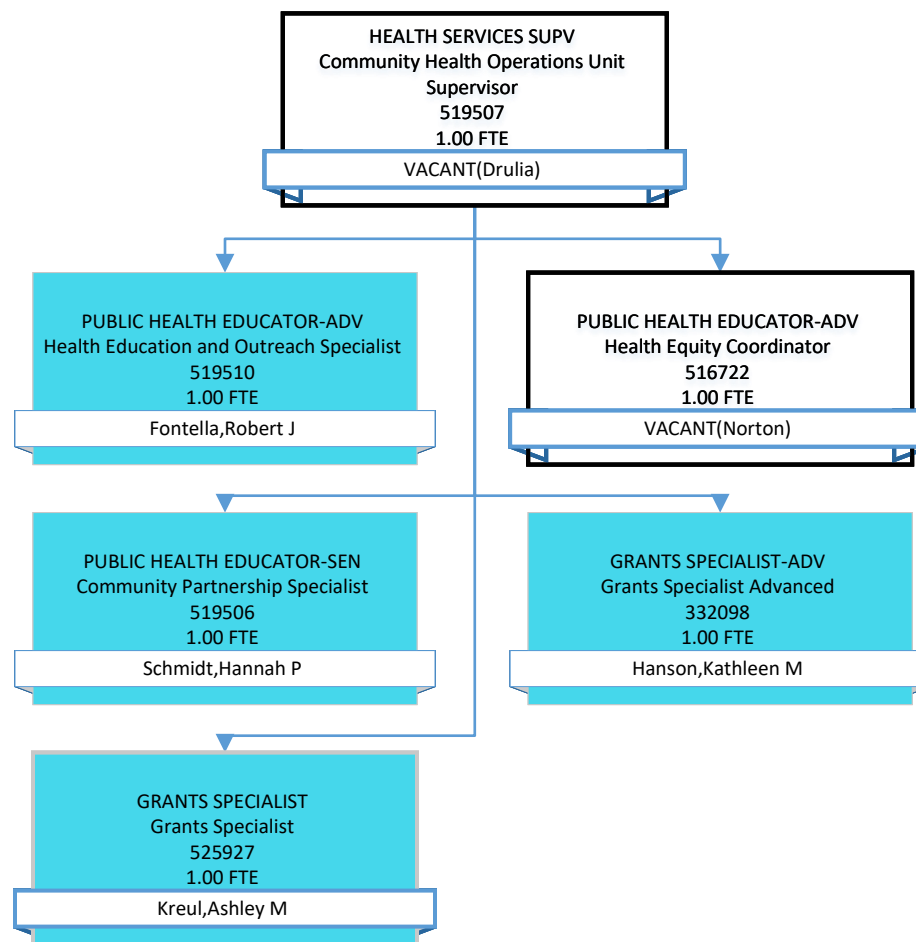 HEALTH SERVICES SUPV
Community Health Operations Unit
Supervisor
519507
1.00 FTE
VACANT(Drulia)
PUBLIC HEALTH EDUCATOR-ADV
Health Education and Outreach Specialist
519510
1.00 FTE
Fontella,Robert J
PUBLIC HEALTH EDUCATOR-ADV
Health Equity Coordinator
516722
1.00 FTE
VACANT(Norton)
PUBLIC HEALTH EDUCATOR-SEN
Community Partnership Specialist
519506
1.00 FTE
Schmidt,Hannah P
GRANTS SPECIALIST-ADV
Grants Specialist Advanced
332098
1.00 FTE
Hanson,Kathleen M
GRANTS SPECIALIST
Grants Specialist
525927
1.00 FTE
Kreul,Ashley M